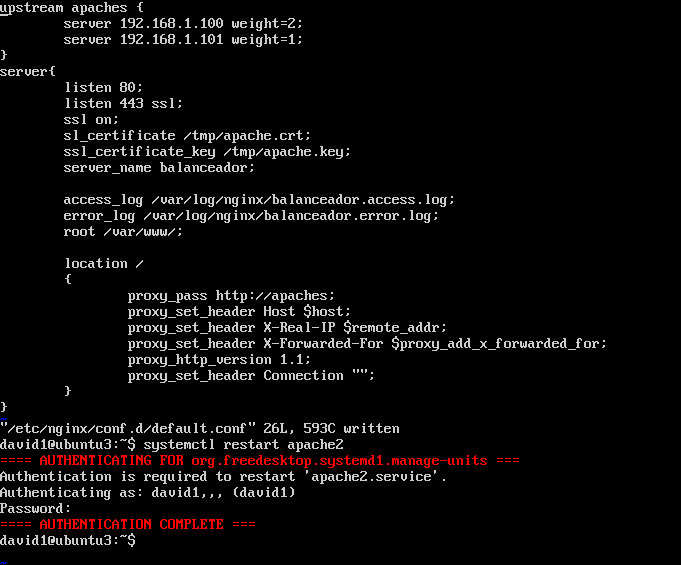 upstream apaches {
        server 192.168.1.100 weight=2;
        server 192.168.1.101 weight=1;
}
server{
        listen 80;
        listen 443 ssl;
        ssl on;
        sl_certificate /tmp/apache.crt;
        ssl_certificate_key /tmp/apache.key;
        server_name balanceador;

        access_log /var/log/nginx/balanceador.access.log;
        error_log /var/log/nginx/balanceador.error.log;
        root /var/www/;

        location /
        {
                proxy_pass http://apaches;
                proxy_set_header Host $host;
                proxy_set_header X-Real-IP $remote_addr;
                proxy_set_header X-Forwarded-For $proxy_add_x_forwarded_for;
                proxy_http_version 1.1;
                proxy_set_header Connection "";
        }
}
"/etc/nginx/conf.d/default.conf" 26L, 593C written
david1@ubuntu3:~$ systemctl restart apache2
==== AUTHENTICATING FOR org.freedesktop.systemd1.manage-units ===
Authentication is required to restart 'apache2.service'.
Authenticating as: david1,,, (david1)
Password:
==== AUTHENTICATION COMPLETE ===
david1@ubuntu3:~$